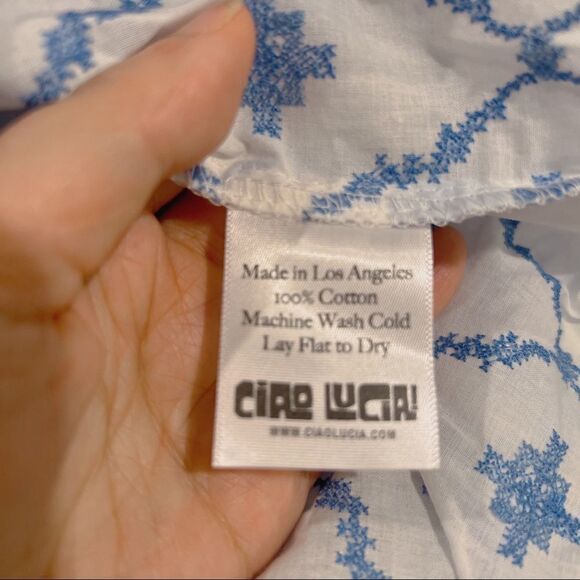 Made in Los Angeles
100% Cotton
Machine Wash Cold
Lay Flat to Dry
CIAO LUCIA!
WWW.CIAOLUCIA.COM